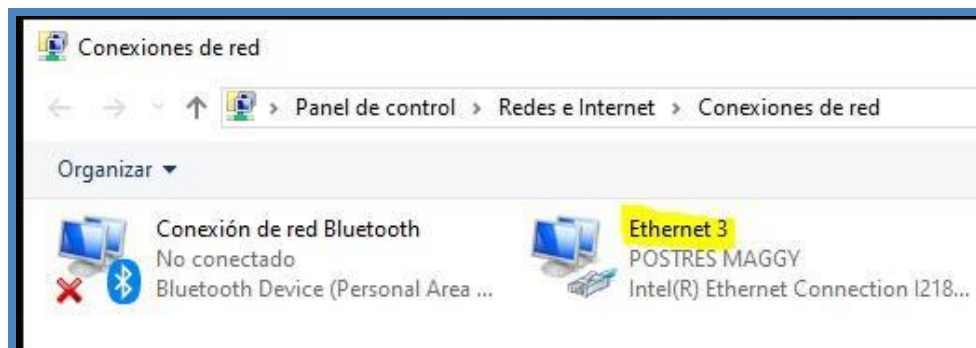 Conexiones de red
Panel de control > Redes e Internet > Conexiones de red
Organizar
Conexión de red Bluetooth
No conectado
Bluetooth Device (Personal Area ...
Ethernet 3
POSTRES MAGGY
Intel(R) Ethernet Connection I218...